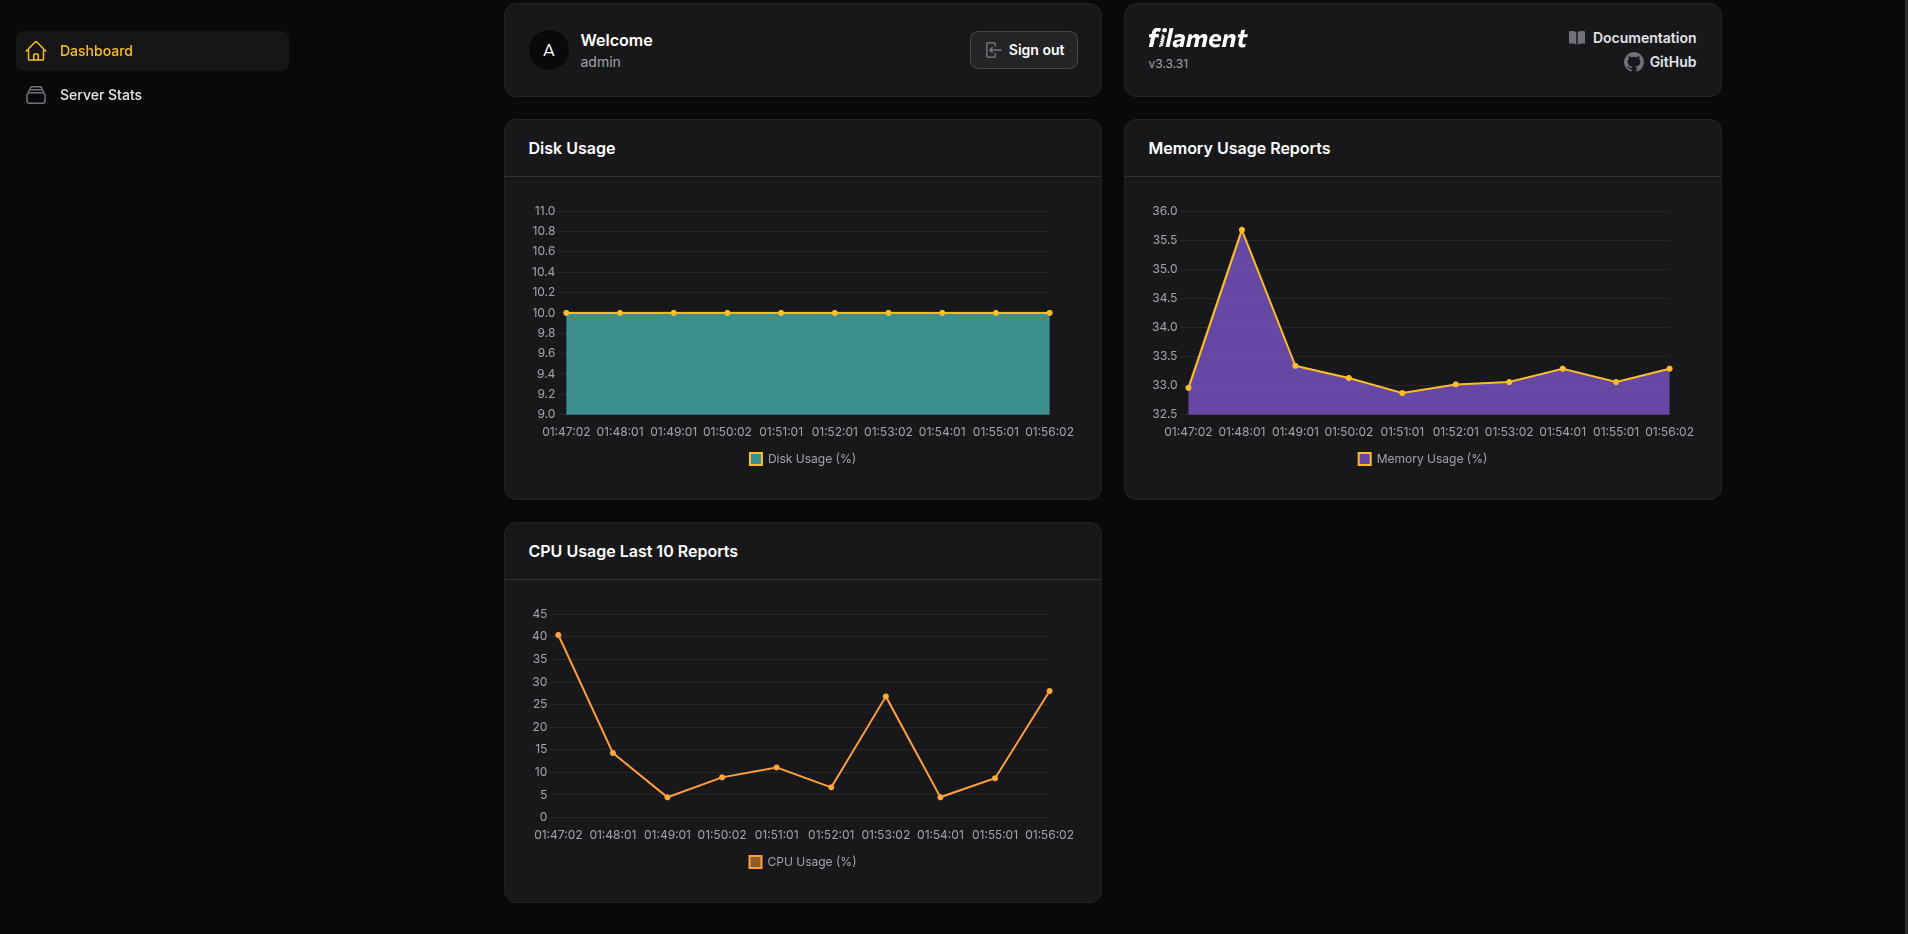 Dashboard
Server Stats
A
Welcome
admin
Sign out
filament
v3.3.31
Documentation
GitHub
Disk Usage
11.0
10.8
10.6
10.4
10.2
10.0
9.8
9.6
9.4
9.2
9.0
01:47:02 01:48:01 01:49:01 01:50:02 01:51:01 01:52:01 01:53:02 01:54:01 01:55:01 01:56:02
Disk Usage (%)
Memory Usage Reports
36.0
35.5
35.0
34.5
34.0
33.5
33.0
32.5
01:47:02 01:48:01 01:49:01 01:50:02 01:51:01 01:52:01 01:53:02 01:54:01 01:55:01 01:56:02
Memory Usage (%)
CPU Usage Last 10 Reports
45
40
35
30
25
20
15
10
5
0
01:47:02 01:48:01 01:49:01 01:50:02 01:51:01 01:52:01 01:53:02 01:54:01 01:55:01 01:56:02
CPU Usage (%)